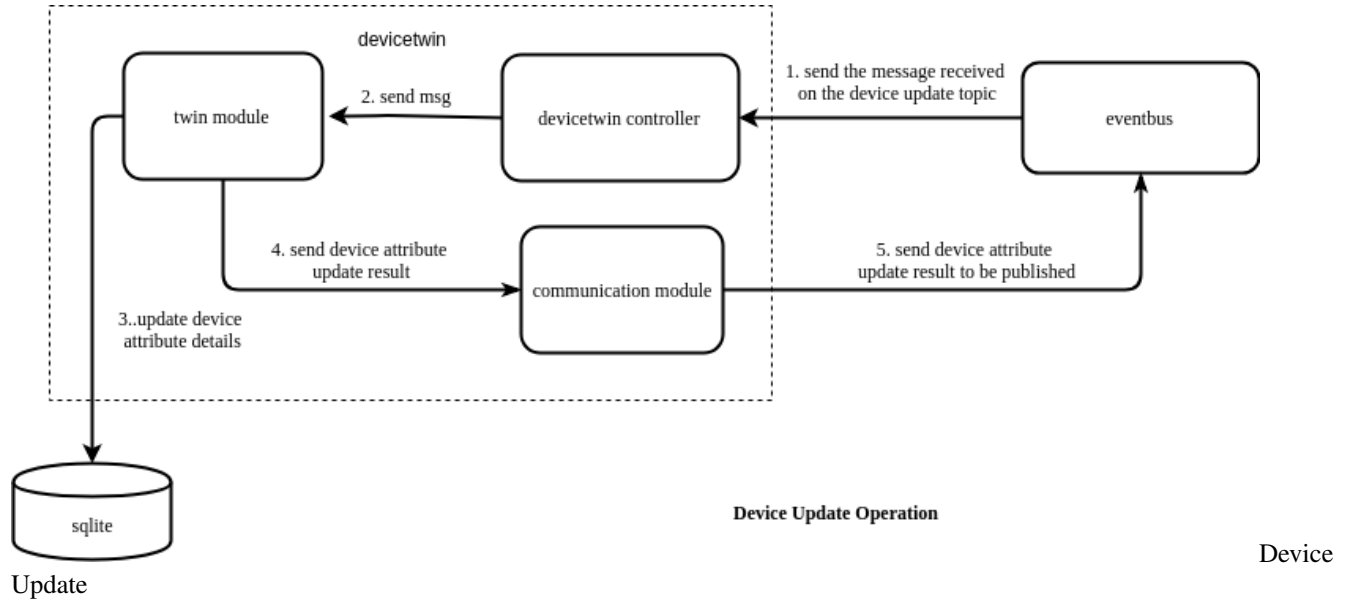 devicetwin
twin module
2. send msg
devicetwin controller
1. send the message received
on the device update topic
eventbus
4. send device attribute
update result
communication module
5. send device attribute
update result to be published
3..update device
attribute details
sqlite
Device Update Operation
Device
Update